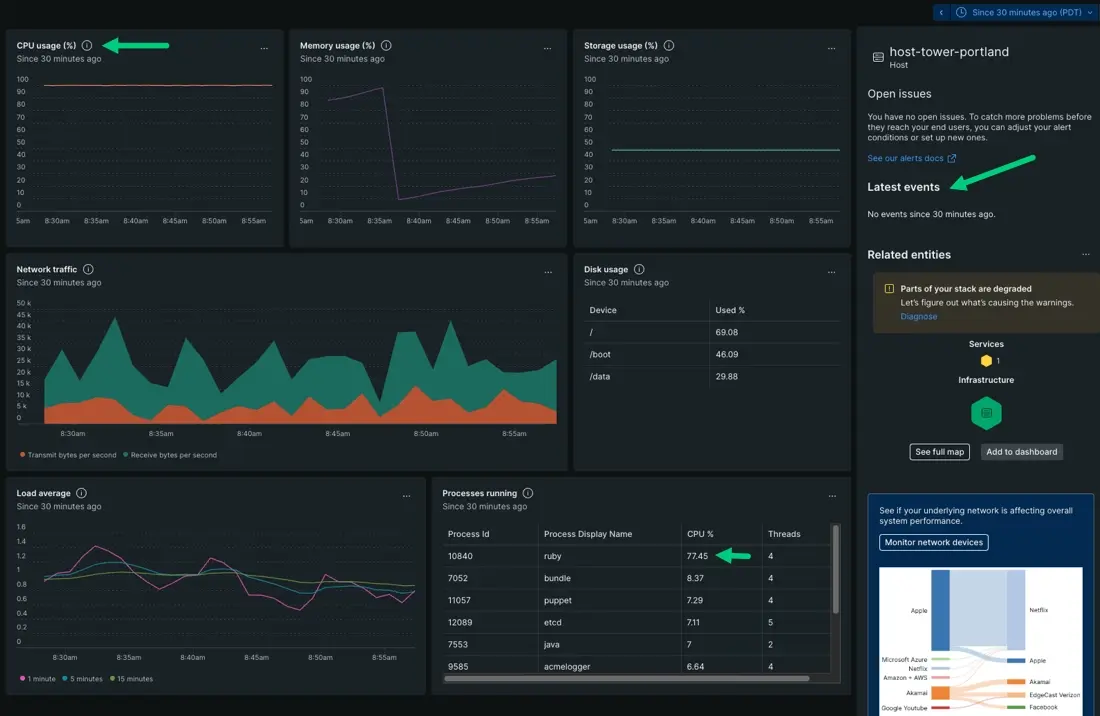 Since 30 minutes ago (PDT)
CPU usage (%)
Since 30 minutes ago
100
90
80
70
60
50
40
30
20
10
0
5am 8:30am 8:35am 8:40am 8:45am 8:50am 8:55am
Memory usage (%)
Since 30 minutes ago
100
90
80
70
60
50
40
30
20
10
0
5am 8:30am 8:35am 8:40am 8:45am 8:50am 8:55am
Storage usage (%)
Since 30 minutes ago
100
90
80
70
60
50
40
30
20
10
0
5am 8:30am 8:35am 8:40am 8:45am 8:50am 8:55am
Network traffic
Since 30 minutes ago
50 k
45 k
40 k
35 k
30 k
25 k
20 k
15 k
10 k
5 k
0
8:30am 8:35am 8:40am 8:45am 8:50am 8:55am
Transmit bytes per second Receive bytes per second
Disk usage
Since 30 minutes ago
Device Used %
/ 69.08
/boot 46.09
/data 29.88
Load average
Since 30 minutes ago
1.6
1.4
1.2
1
0.8
0.6
0.4
0.2
0
8:30am 8:35am 8:40am 8:45am 8:50am 8:55am
1 minute 5 minutes 15 minutes
Processes running
Since 30 minutes ago
Process Id Process Display Name CPU % Threads
10840 ruby 77.45 4
7052 bundle 8.37 4
11057 puppet 7.29 4
12089 etcd 7.11 5
7553 java 7 2
9585 acmelogger 6.64 4
host-tower-portland
Host
Open issues
You have no open issues. To catch more problems before
they reach your end users, you can adjust your alert
conditions or set up new ones.
See our alerts docs
Latest events
No events since 30 minutes ago.
Related entities
Parts of your stack are degraded
Let's figure out what's causing the warnings.
Diagnose
Services
1
Infrastructure
See full map Add to dashboard
See if your underlying network is affecting overall
system performance.
Monitor network devices
Apple
Netflix
Microsoft Azure
Netflix
Amazon + AWS
Akamai
Google Youtube
Apple
Akamai
EdgeCast Verizon
Facebook